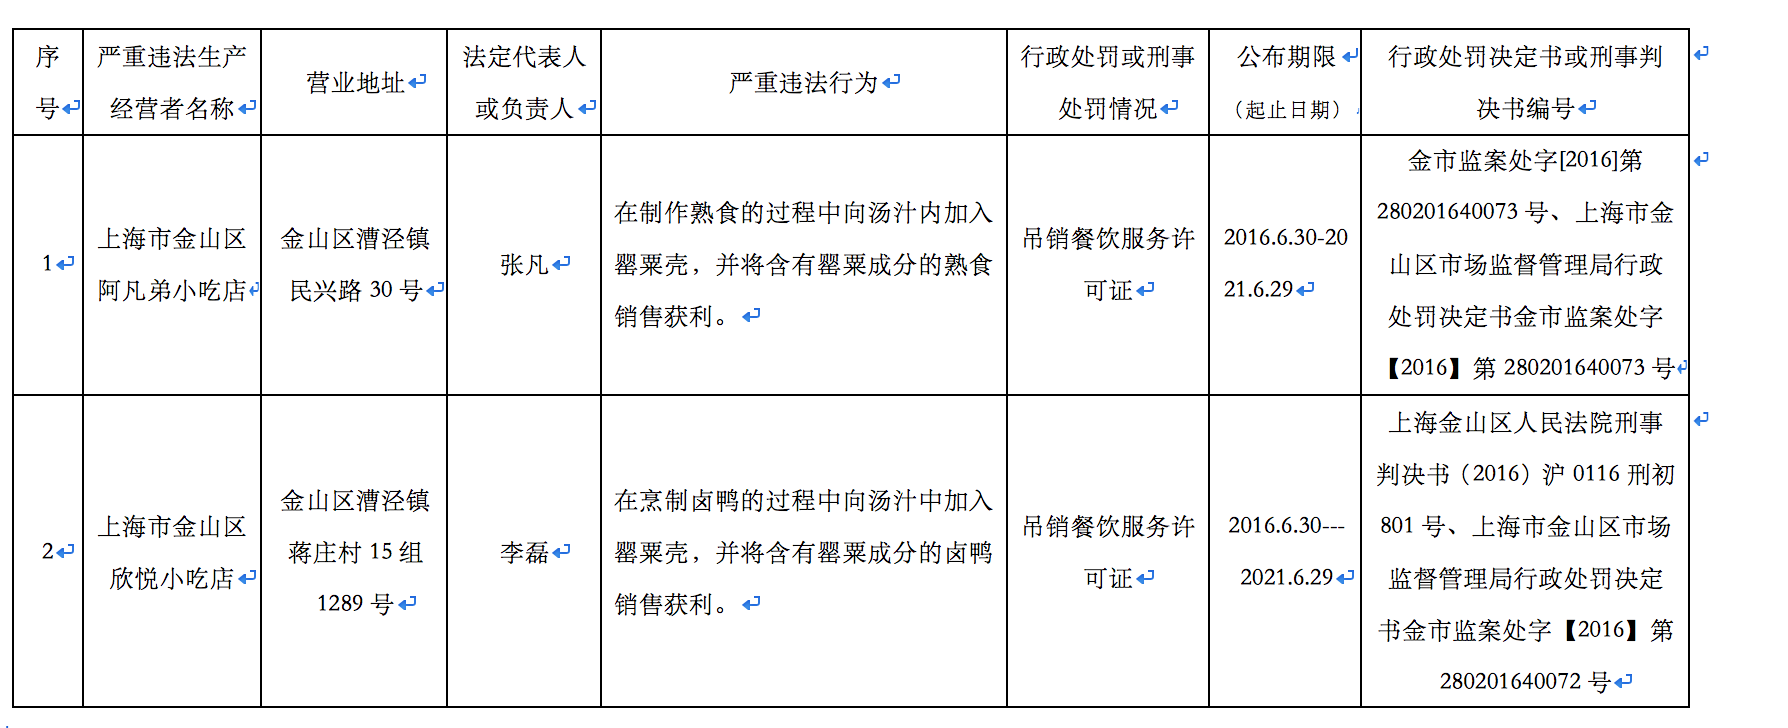 序
号
严重违法生产
经营者名称
营业地址
法定代表人
或负责人
严重违法行为
行政处罚或刑事
处罚情况
公布期限
（起止日期）
行政处罚决定书或刑事判
决书编号
1
上海市金山区
阿凡弟小吃店
金山区漕泾镇
民兴路 30 号
张凡
在制作熟食的过程中向汤汁内加入
罂粟壳，并将含有罂粟成分的熟食
销售获利。
吊销餐饮服务许
可证
2016.6.30-20
21.6.29
金市监案处字[2016]第
280201640073 号、上海市金
山区市场监督管理局行政
处罚决定书金市监案处字
【2016】第 280201640073 号
2
上海市金山区
欣悦小吃店
金山区漕泾镇
蒋庄村 15 组
1289 号
李磊
在烹制卤鸭的过程中向汤汁中加入
罂粟壳，并将含有罂粟成分的卤鸭
销售获利。
吊销餐饮服务许
可证
2016.6.30---
2021.6.29
上海金山区人民法院刑事
判决书（2016）沪 0116 刑初
801 号、上海市金山区市场
监督管理局行政处罚决定
书金市监案处字【2016】第
280201640072 号